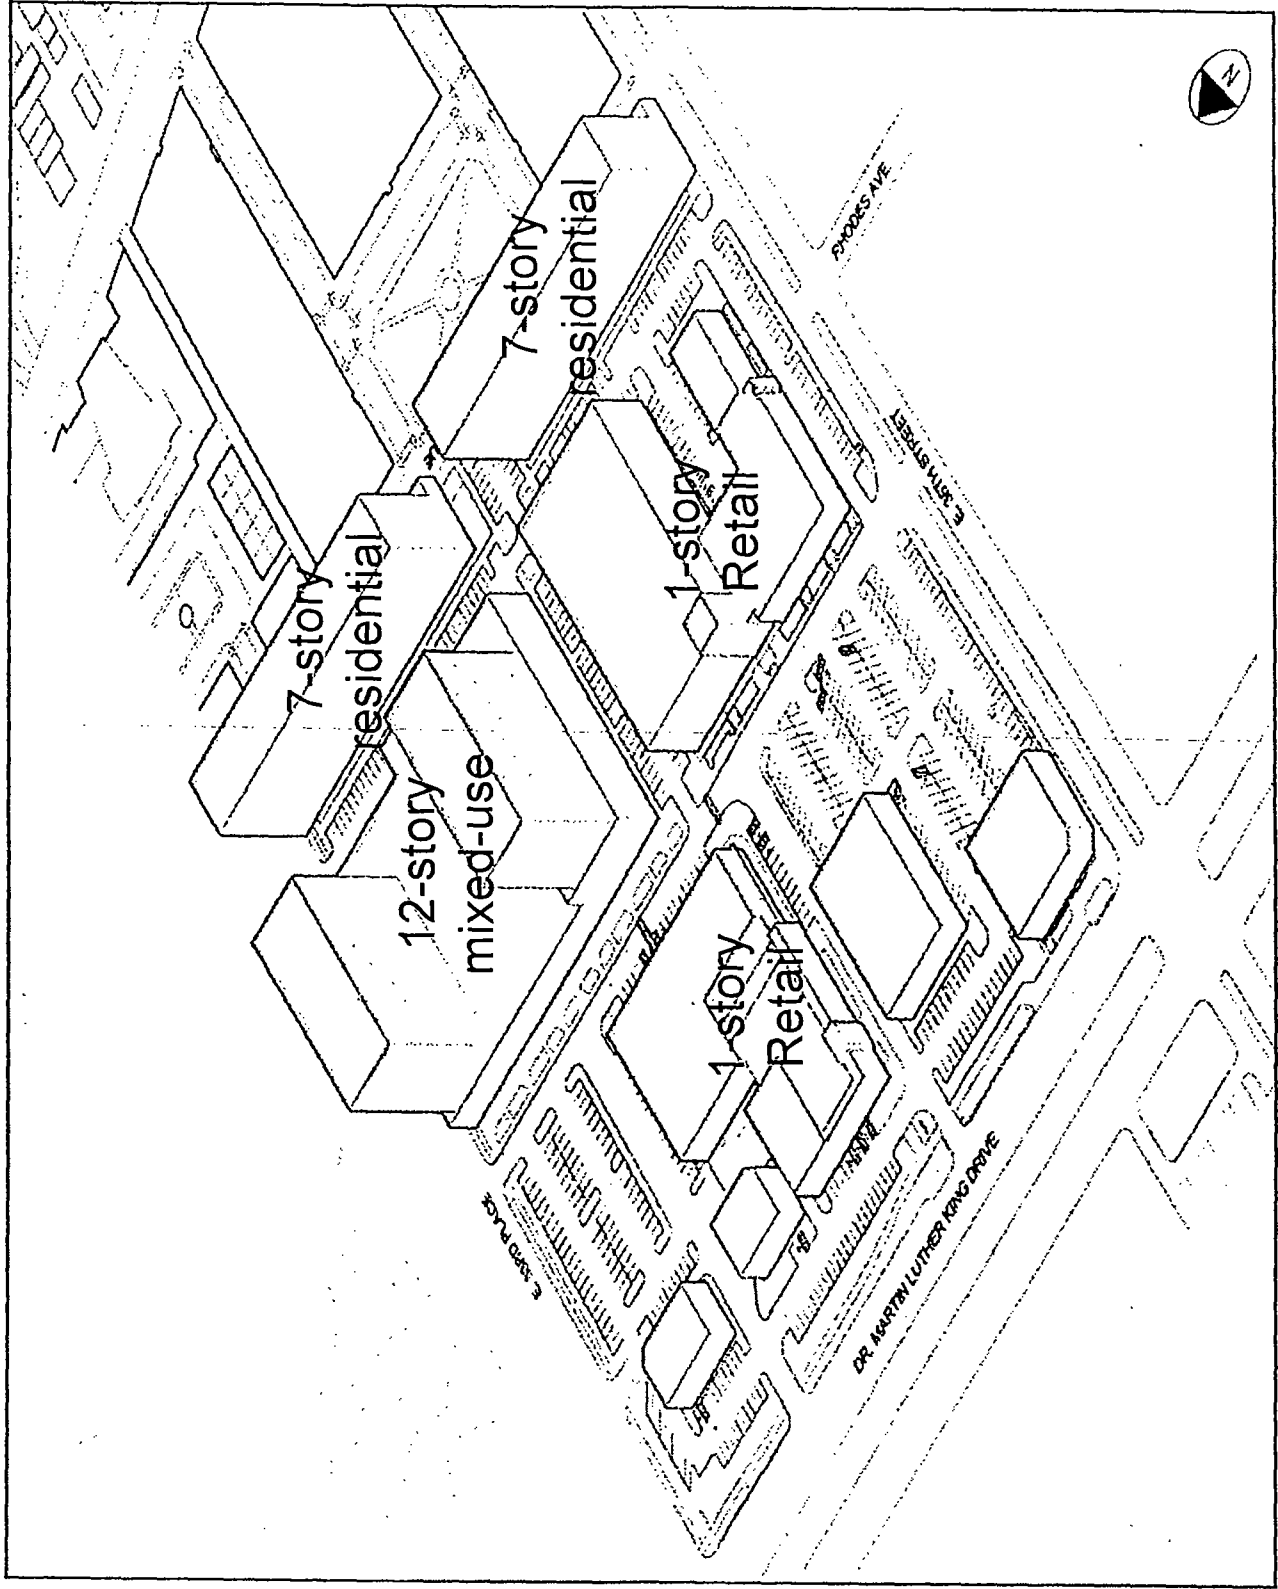 7-story
residential
12-story
mixed-use
E. 33RD PLACE
7-story
residential
1-story
Retail
1-story
Retail
RHODES AVE.
E. 35TH STREET
DR. MARTIN LUTHER KING DRIVE
N